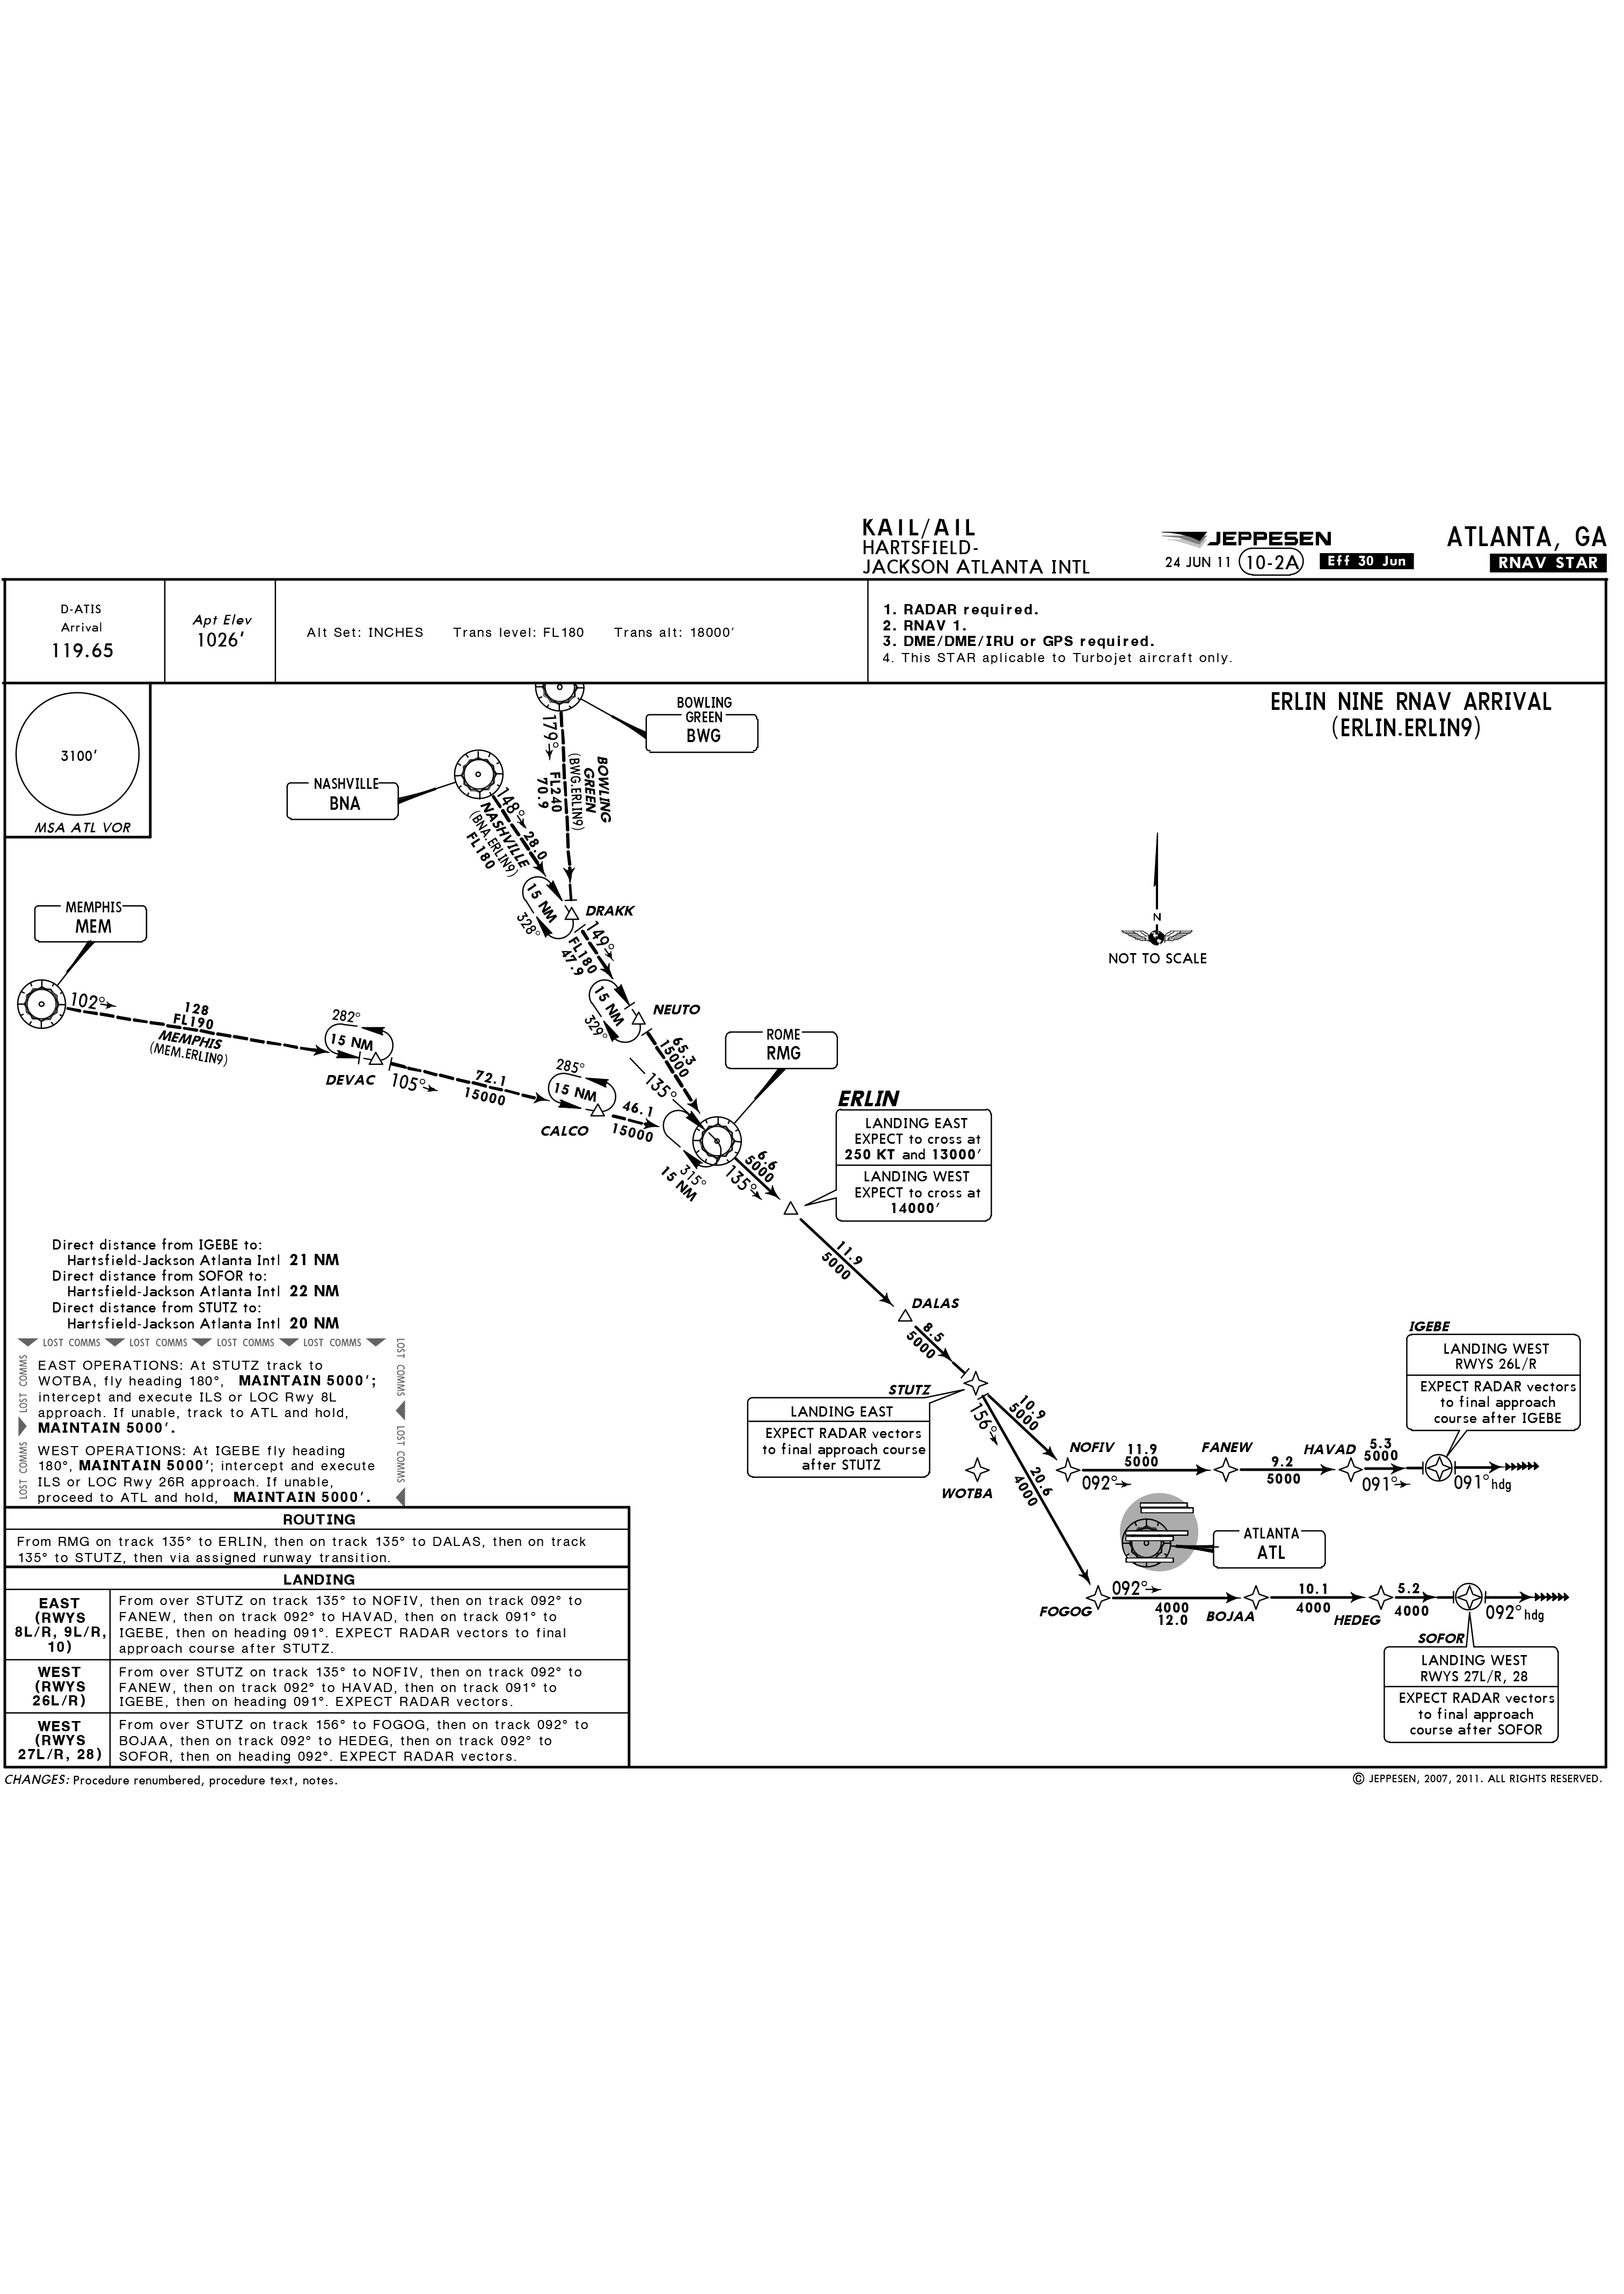 KAIL/AIL
HARTSFIELD-
JACKSON ATLANTA INTL
JEPPESEN
24 JUN 11
10-2A
Eff 30 Jun
ATLANTA, GA
RNAV STAR
D-ATIS
Arrival
119.65
Apt Elev
1026'
Alt Set: INCHES Trans level: FL180 Trans alt: 18000'
1. RADAR required.
2. RNAV 1.
3. DME/DME/IRU or GPS required.
4. This STAR aplicable to Turbojet aircraft only.
3100'
MSA ATL VOR
ERLIN NINE RNAV ARRIVAL
(ERLIN.ERLIN9)
BOWLING
GREEN
BWG
179°
FL240
70.9
BOWLING
GREEN
(BWG.ERLIN9)
NASHVILLE
BNA
148°
28.0
NASHVILLE
(BNA.ERLIN9)
FL180
15 NM
328°
DRAKK
149°
FL180
47.9
15 NM
329°
NEUTO
65.3
15000
MEMPHIS
MEM
102°
128
FL190
MEMPHIS
(MEM.ERLIN9)
282°
15 NM
DEVAC
105°
72.1
15000
285°
15 NM
CALCO
46.1
15000
135°
ROME
RMG
315°
15 NM
135°
6.6
5000
ERLIN
LANDING EAST
EXPECT to cross at
250 KT and 13000'
LANDING WEST
EXPECT to cross at
14000'
N
NOT TO SCALE
11.9
5000
DALAS
8.5
5000
STUTZ
LANDING EAST
EXPECT RADAR vectors
to final approach course
after STUTZ
156°
10.9
5000
20.6
4000
WOTBA
NOFIV
092°
11.9
5000
FANEW
9.2
5000
HAVAD
5.3
5000
091°
091° hdg
IGEBE
LANDING WEST
RWYS 26L/R
EXPECT RADAR vectors
to final approach
course after IGEBE
ATLANTA
ATL
FOGOG
092°
4000
12.0
BOJAA
10.1
4000
HEDEG
5.2
4000
092° hdg
SOFOR
LANDING WEST
RWYS 27L/R, 28
EXPECT RADAR vectors
to final approach
course after SOFOR
Direct distance from IGEBE to:
Hartsfield-Jackson Atlanta Intl 21 NM
Direct distance from SOFOR to:
Hartsfield-Jackson Atlanta Intl 22 NM
Direct distance from STUTZ to:
Hartsfield-Jackson Atlanta Intl 20 NM
LOST COMMS LOST COMMS LOST COMMS LOST COMMS
LOST COMMS
LOST COMMS
LOST COMMS
LOST COMMS
EAST OPERATIONS: At STUTZ track to
WOTBA, fly heading 180°, MAINTAIN 5000';
intercept and execute ILS or LOC Rwy 8L
approach. If unable, track to ATL and hold,
MAINTAIN 5000'.
WEST OPERATIONS: At IGEBE fly heading
180°, MAINTAIN 5000'; intercept and execute
ILS or LOC Rwy 26R approach. If unable,
proceed to ATL and hold, MAINTAIN 5000'.
ROUTING
From RMG on track 135° to ERLIN, then on track 135° to DALAS, then on track
135° to STUTZ, then via assigned runway transition.
LANDING
EAST
(RWYS
8L/R, 9L/R,
10)
From over STUTZ on track 135° to NOFIV, then on track 092° to
FANEW, then on track 092° to HAVAD, then on track 091° to
IGEBE, then on heading 091°. EXPECT RADAR vectors to final
approach course after STUTZ.
WEST
(RWYS
26L/R)
From over STUTZ on track 135° to NOFIV, then on track 092° to
FANEW, then on track 092° to HAVAD, then on track 091° to
IGEBE, then on heading 091°. EXPECT RADAR vectors.
WEST
(RWYS
27L/R, 28)
From over STUTZ on track 156° to FOGOG, then on track 092° to
BOJAA, then on track 092° to HEDEG, then on track 092° to
SOFOR, then on heading 092°. EXPECT RADAR vectors.
CHANGES: Procedure renumbered, procedure text, notes.
© JEPPESEN, 2007, 2011. ALL RIGHTS RESERVED.